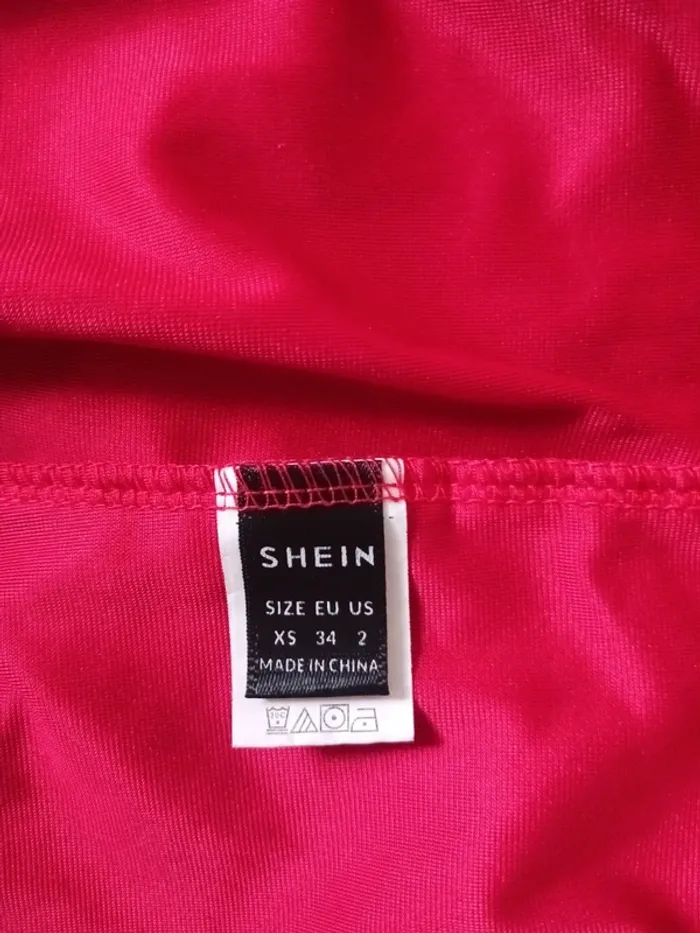 SHEIN
SIZE EU US
XS 34 2
MADE IN CHINA